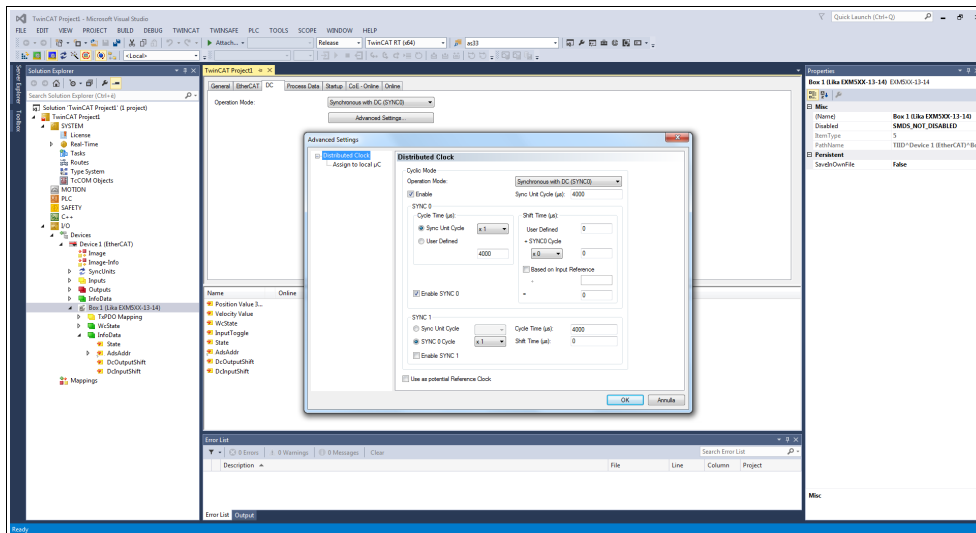 TwinCAT Project1 - Microsoft Visual Studio
Quick Launch (Ctrl+Q)
FILE EDIT VIEW PROJECT BUILD DEBUG TWINCAT TWINSAFE PLC TOOLS SCOPE WINDOW HELP
Attach... Release TwinCAT RT (x64) as33
<Local>
Server Explorer
Toolbox
Solution Explorer
Search Solution Explorer (Ctrl+è)
Solution 'TwinCAT Project1' (1 project)
TwinCAT Project1
SYSTEM
License
Real-Time
Tasks
Routes
Type System
TcCOM Objects
MOTION
PLC
SAFETY
C++
I/O
Devices
Device 1 (EtherCAT)
Image
Image-Info
SyncUnits
Inputs
Outputs
InfoData
Box 1 (Lika EXM5XX-13-14)
TxPDO Mapping
WcState
InfoData
State
AdsAddr
DcOutputShift
DcInputShift
Mappings
TwinCAT Project1
General EtherCAT DC Process Data Startup CoE - Online Online
Operation Mode: Synchronous with DC (SYNC0)
Advanced Settings...
Name Online
Position Value 3...
Velocity Value
WcState
InputToggle
State
AdsAddr
DcOutputShift
DcInputShift
Advanced Settings
Distributed Clock
Assign to local µC
Distributed Clock
Cyclic Mode
Operation Mode: Synchronous with DC (SYNC0)
Enable Sync Unit Cycle (µs): 4000
SYNC 0
Cycle Time (µs): Shift Time (µs):
Sync Unit Cycle x 1 User Defined 0
User Defined + SYNC0 Cycle
4000 x 0 0
Based on Input Reference
-
Enable SYNC 0 = 0
SYNC 1
Sync Unit Cycle Cycle Time (µs): 4000
SYNC 0 Cycle x 1 Shift Time (µs): 0
Enable SYNC 1
Use as potential Reference Clock
OK Annulla
Error List
0 Errors 0 Warnings 0 Messages Clear Search Error List
Description File Line Column Project
Error List Output
Properties
Box 1 (Lika EXM5XX-13-14) EXM5XX-13-14
Misc
(Name) Box 1 (Lika EXM5XX-13-14)
Disabled SMDS_NOT_DISABLED
ItemType 5
PathName TIID^Device 1 (EtherCAT)^Bo
Persistent
SaveInOwnFile False
Misc
Ready